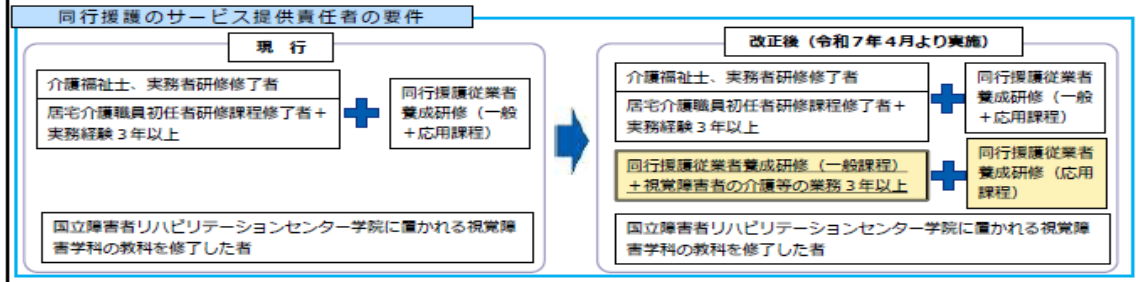 同行援護のサービス提供責任者の要件
現 行
介護福祉士、実務者研修修了者
居宅介護職員初任者研修課程修了者+
実務経験3年以上
同行援護従業者
養成研修(一般
+応用課程)
国立障害者リハビリテーションセンター学院に置かれる視覚障
害学科の教科を修了した者
改正後(令和7年4月より実施)
介護福祉士、実務者研修修了者
居宅介護職員初任者研修課程修了者+
実務経験3年以上
同行援護従業者
養成研修(一般
+応用課程)
同行援護従業者養成研修(一般課程)
+視覚障害者の介護等の業務3年以上
同行援護従業者
養成研修(応用
課程)
国立障害者リハビリテーションセンター学院に置かれる視覚障
害学科の教科を修了した者